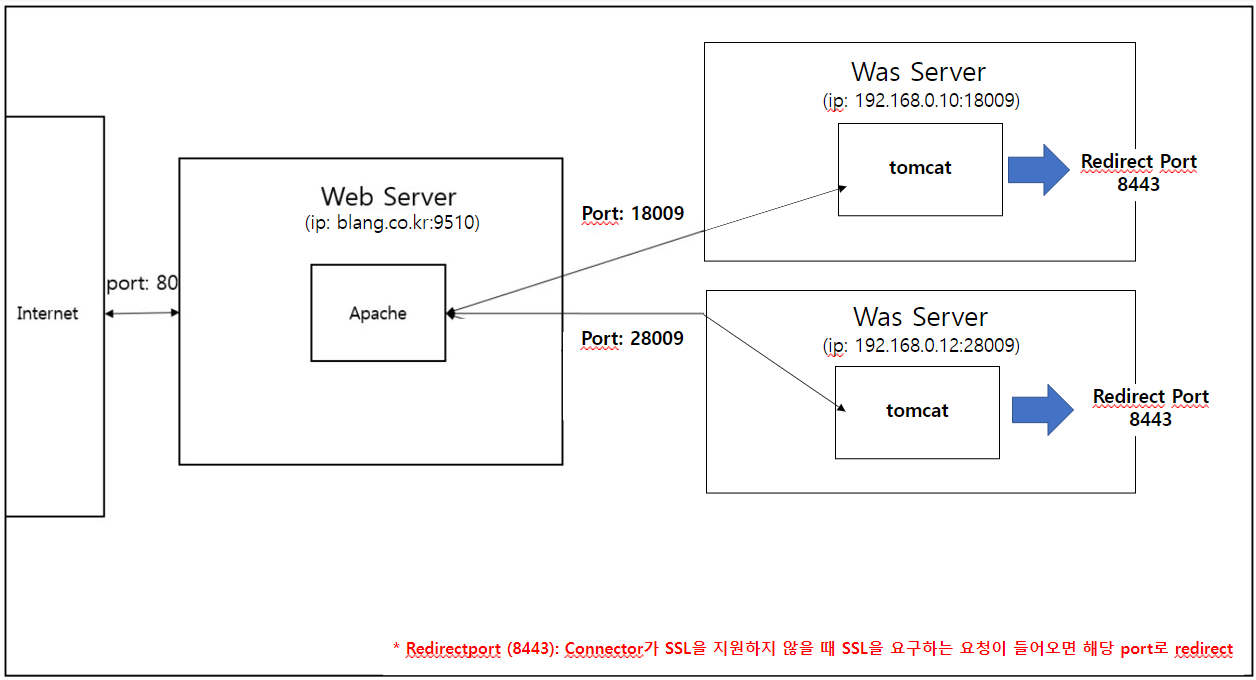 Internet
port: 80
Web Server
(ip: blang.co.kr:9510)
Apache
Port: 18009
Port: 28009
Was Server
(ip: 192.168.0.10:18009)
tomcat
Redirect Port
8443
Was Server
(ip: 192.168.0.12:28009)
tomcat
Redirect Port
8443
* Redirectport (8443): Connector가 SSL을 지원하지 않을 때 SSL을 요구하는 요청이 들어오면 해당 port로 redirect